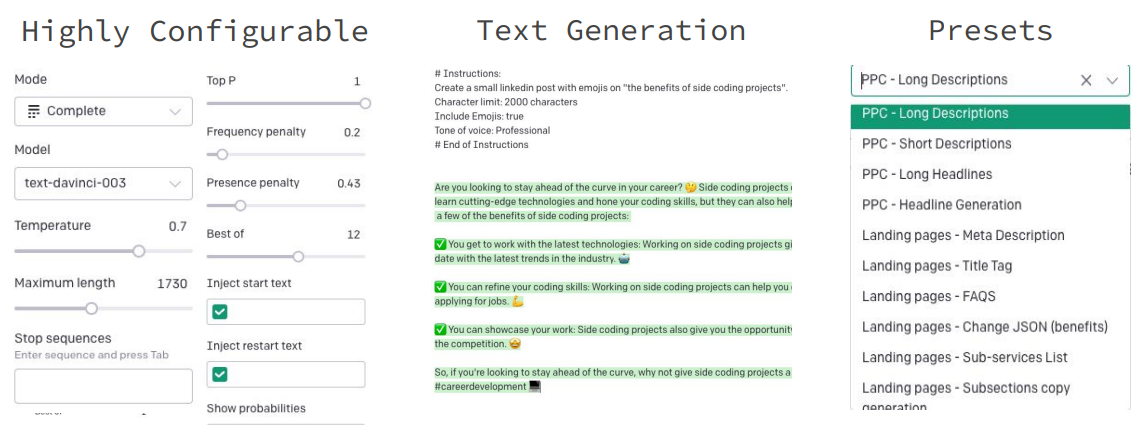 Highly Configurable
Mode
Complete
Model
text-davinci-003
Temperature 0.7
Maximum length 1730
Stop sequences
Enter sequence and press Tab
Top P 1
Frequency penalty 0.2
Presence penalty 0.43
Best of 12
Inject start text
Inject restart text
Show probabilities
Text Generation
# Instructions:
Create a small linkedin post with emojis on "the benefits of side coding projects".
Character limit: 2000 characters
Include Emojis: true
Tone of voice: Professional
# End of Instructions
Are you looking to stay ahead of the curve in your career? 🤔 Side coding projects
learn cutting-edge technologies and hone your coding skills, but they can also help
a few of the benefits of side coding projects:
✅ You get to work with the latest technologies: Working on side coding projects gi
date with the latest trends in the industry. 🤖
✅ You can refine your coding skills: Working on side coding projects can help you
applying for jobs. 💪
✅ You can showcase your work: Side coding projects also give you the opportunit
the competition. 🤩
So, if you're looking to stay ahead of the curve, why not give side coding projects a
#careerdevelopment 💻
Presets
PPC - Long Descriptions
PPC - Long Descriptions
PPC - Short Descriptions
PPC - Long Headlines
PPC - Headline Generation
Landing pages - Meta Description
Landing pages - Title Tag
Landing pages - FAQS
Landing pages - Change JSON (benefits)
Landing pages - Sub-services List
Landing pages - Subsections copy
generation